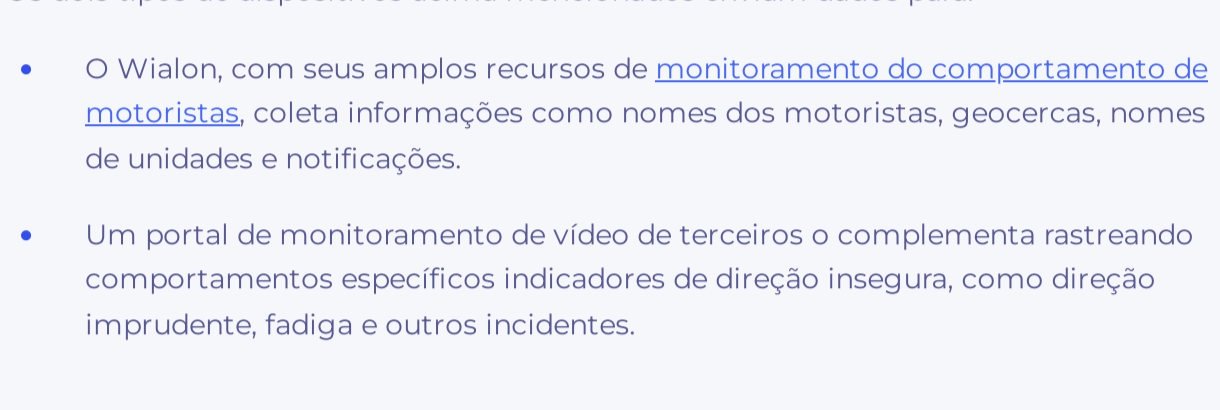 O Wialon, com seus amplos recursos de monitoramento do comportamento de
motoristas, coleta informações como nomes dos motoristas, geocercas, nomes
de unidades e notificações.
Um portal de monitoramento de vídeo de terceiros o complementa rastreando
comportamentos específicos indicadores de direção insegura, como direção
imprudente, fadiga e outros incidentes.